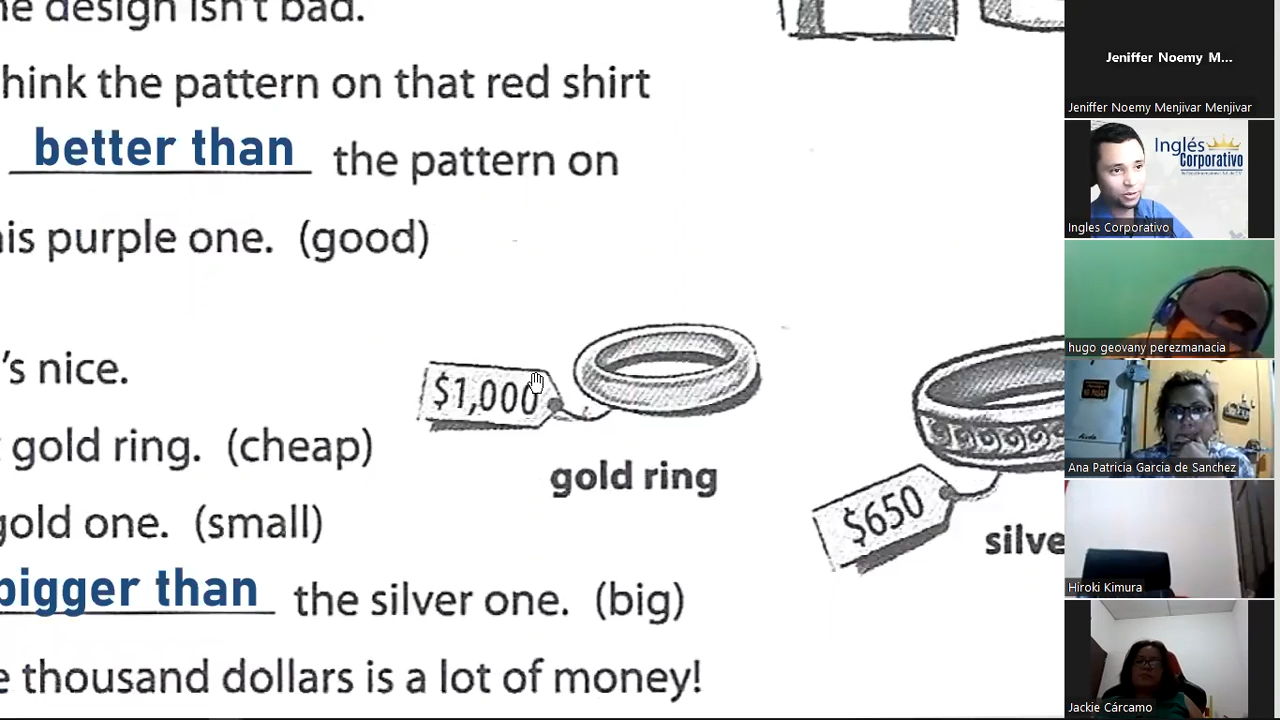 ne design isn't bad.
hink the pattern on that red shirt
better than the pattern on
his purple one. (good)
's nice.
$1,000
gold ring. (cheap)
gold ring
gold one. (small)
$650
silve
bigger than the silver one. (big)
e thousand dollars is a lot of money!
Jeniffer Noemy M...
Jeniffer Noemy Menjivar Menjivar
Inglés
Corporativo
Ingles Corporativo
hugo geovany perezmanacia
Ana Patricia Garcia de Sanchez
Hiroki Kimura
Jackie Cárcamo